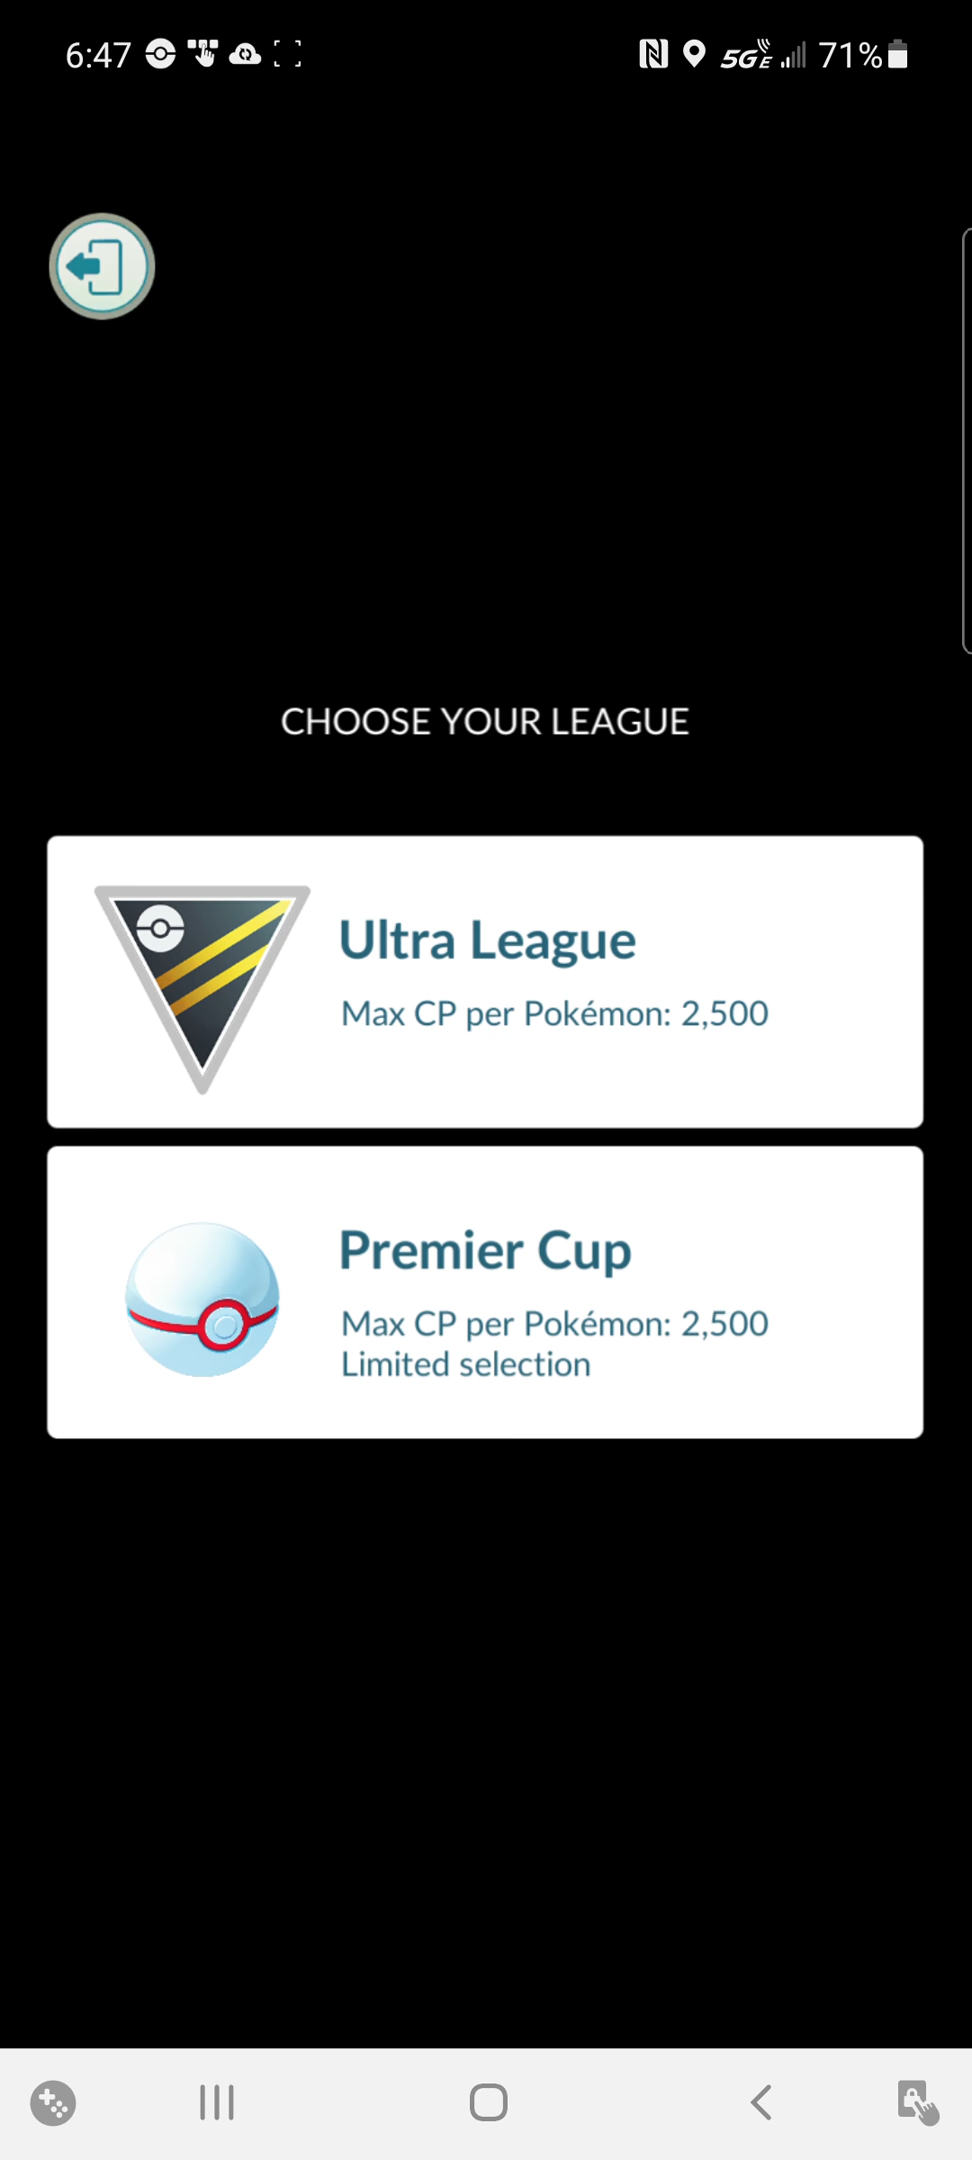 6:47
5GE 71%
CHOOSE YOUR LEAGUE
Ultra League
Max CP per Pokémon: 2,500
Premier Cup
Max CP per Pokémon: 2,500
Limited selection